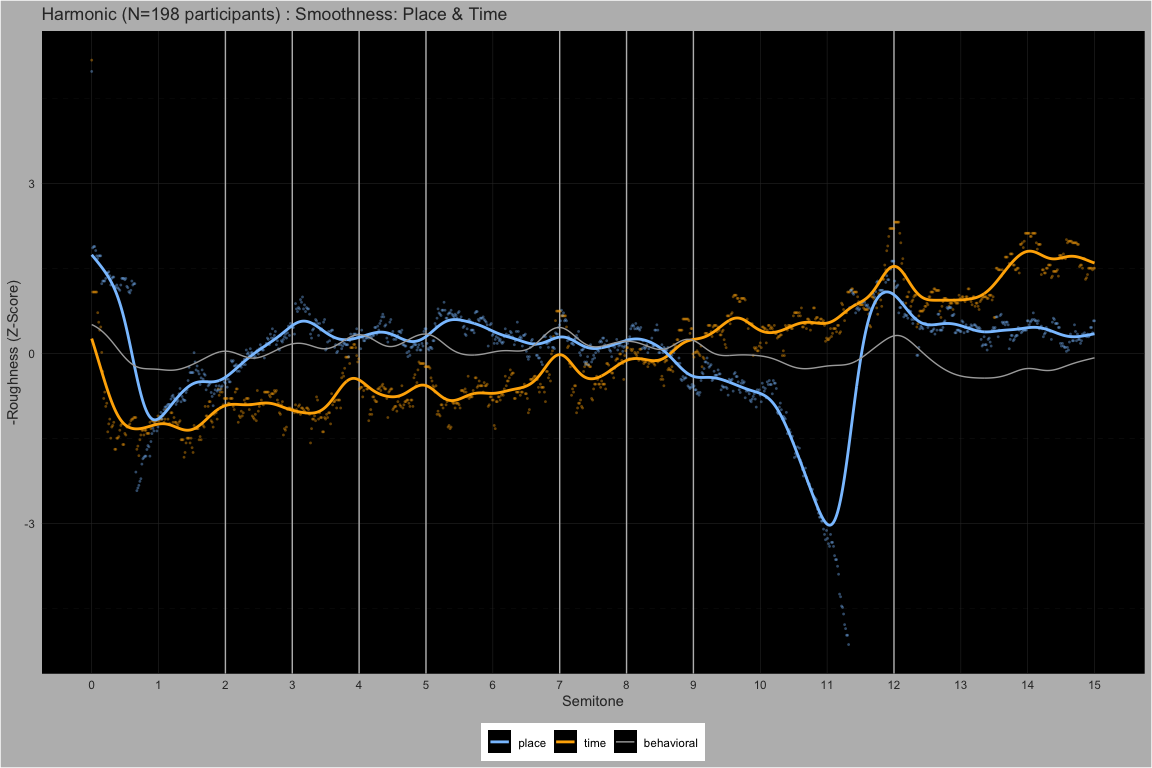 Harmonic (N=198 participants) : Smoothness: Place & Time
-Roughness (Z-Score)
3
0
-3
0 1 2 3 4 5 6 7 8 9 10 11 12 13 14 15
Semitone
place time behavioral